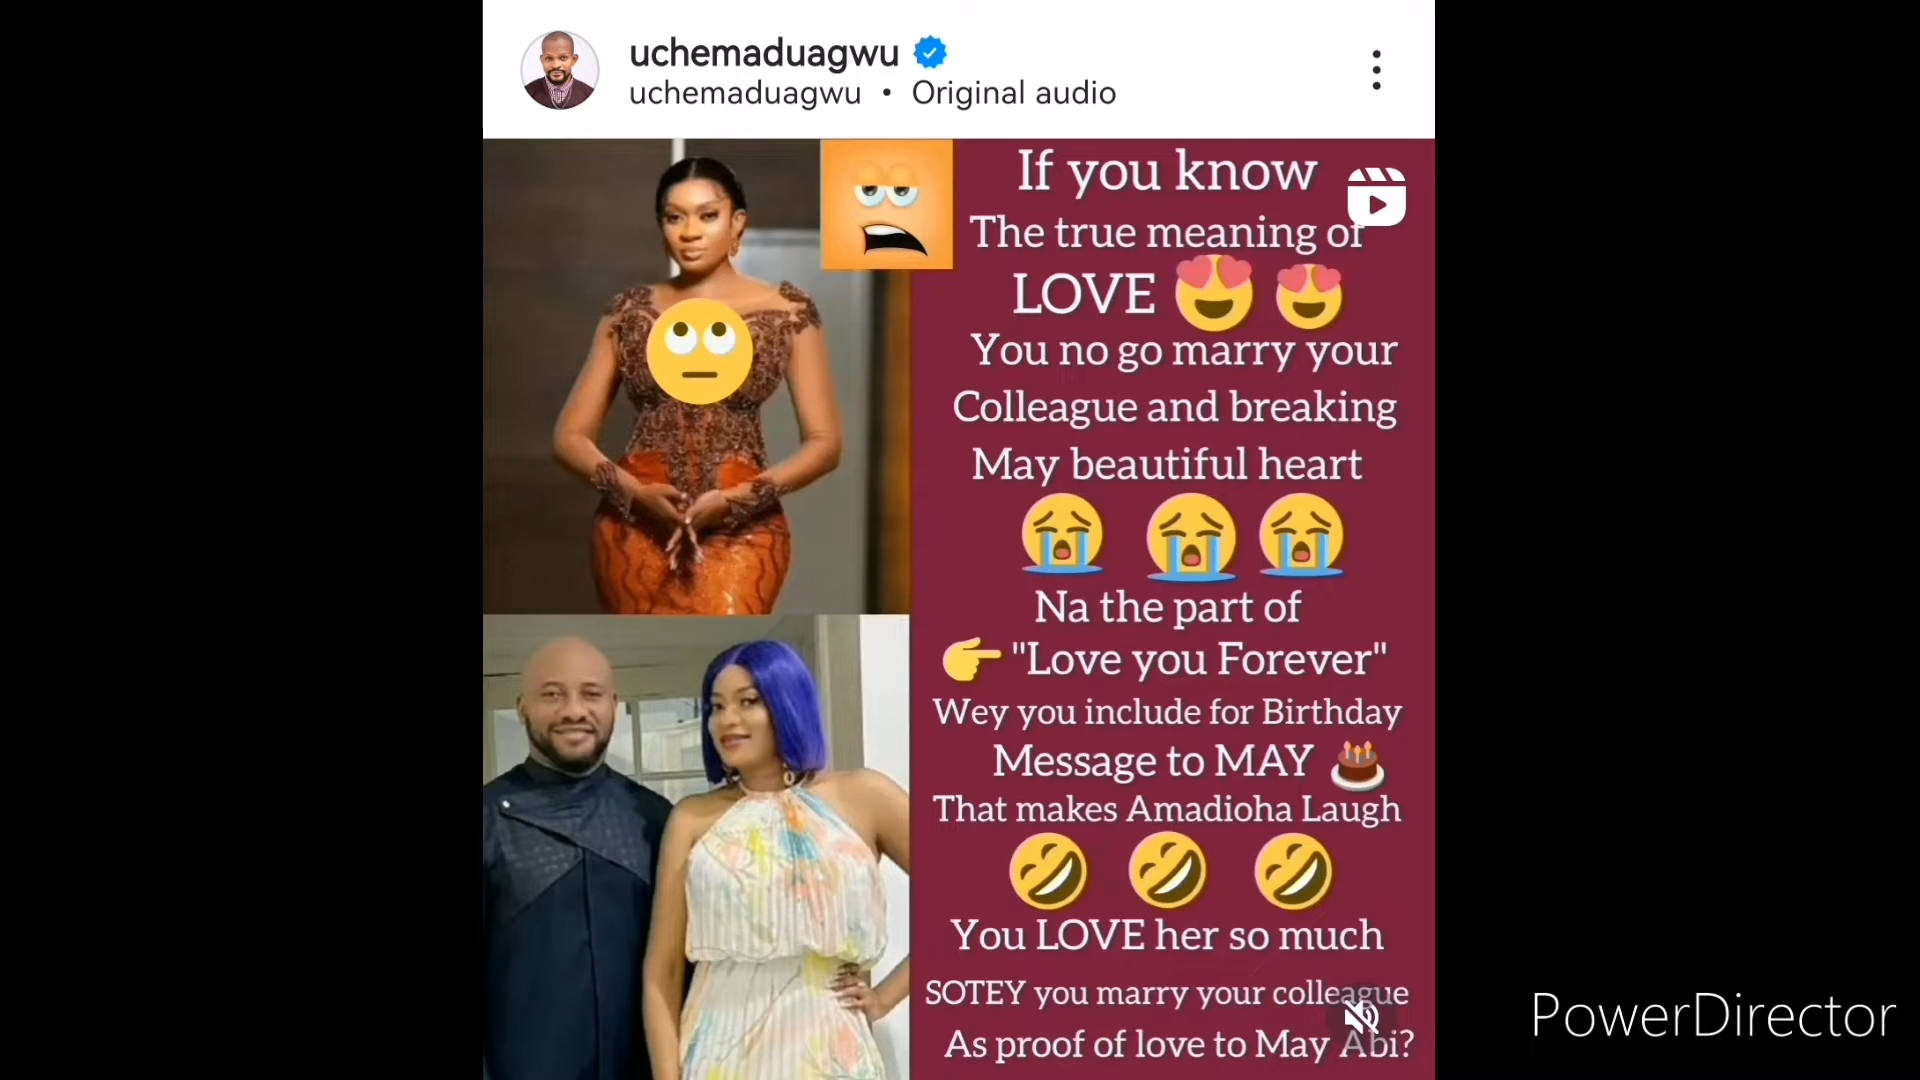 uchemaduagwu
uchemaduagwu • Original audio
If you know
The true meaning of
LOVE
You no go marry your
Colleague and breaking
May beautiful heart
Na the part of
"Love you Forever"
Wey you include for Birthday
Message to MAY
That makes Amadioha Laugh
You LOVE her so much
SOTEY you marry your colleague
As proof of love to May Abi?
PowerDirector